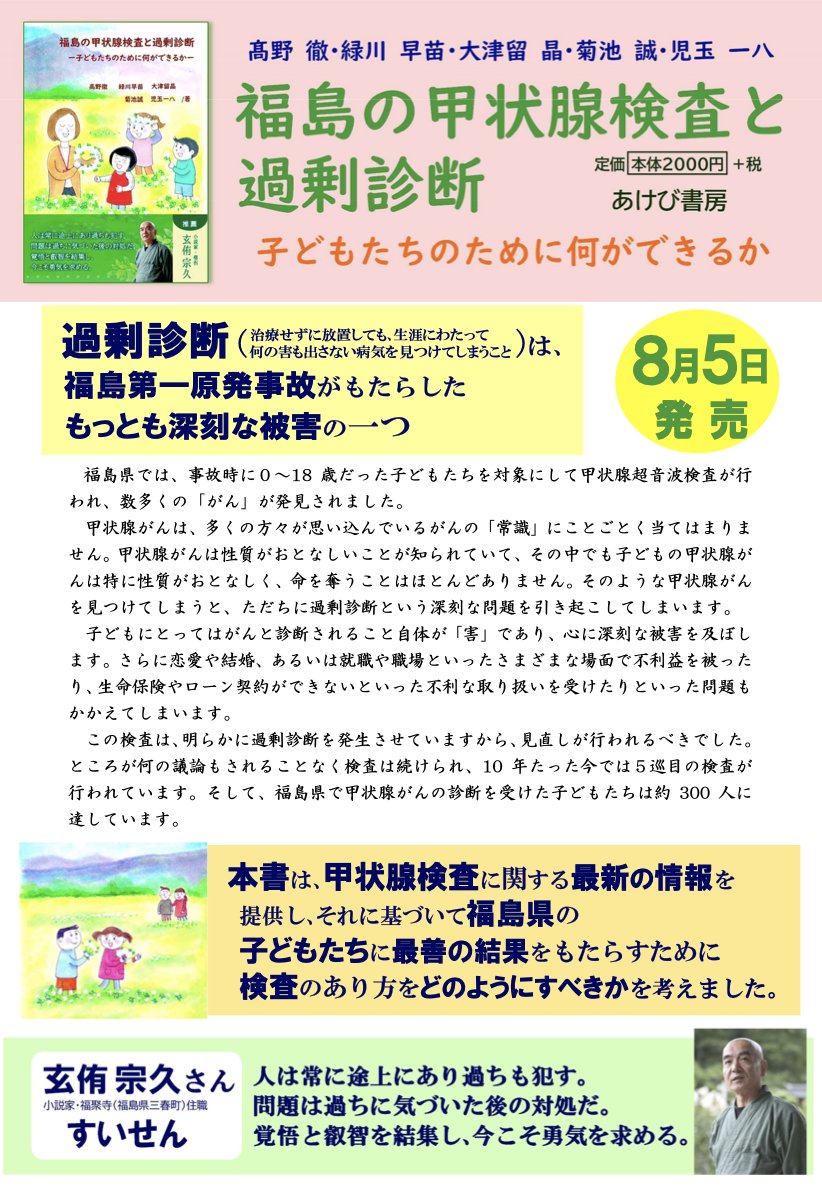 福島の甲状腺検査と過剰診断
ー子どもたちのために何ができるかー
髙野徹 緑川早苗 大津留晶
菊池誠 児玉一八 /著
人は常に途上にあり過ちも犯す。
問題は過ちに気づいた後の対処だ。
覚悟と叡智を結集し、
今こそ勇気を求める。
推薦
小説家・僧侶
玄侑宗久
髙野 徹・緑川 早苗・大津留 晶・菊池 誠・児玉 一八
福島の甲状腺検査と
過剰診断
定価 本体2000円 +税
あけび書房
子どもたちのために何ができるか
過剰診断(治療せずに放置しても、生涯にわたって
何の害も出さない病気を見つけてしまうこと)は、
福島第一原発事故がもたらした
もっとも深刻な被害の一つ
8月5日
発売
福島県では、事故時に0〜18 歳だった子どもたちを対象にして甲状腺超音波検査が行
われ、数多くの「がん」が発見されました。
甲状腺がんは、多くの方々が思い込んでいるがんの「常識」にことごとく当てはまりま
せん。甲状腺がんは性質がおとなしいことが知られていて、その中でも子どもの甲状腺が
んは特に性質がおとなしく、命を奪うことはほとんどありません。そのような甲状腺がん
を見つけてしまうと、ただちに過剰診断という深刻な問題を引き起こしてしまいます。
子どもにとってはがんと診断されること自体が「害」であり、心に深刻な被害を及ぼし
ます。さらに恋愛や結婚、あるいは就職や職場といったさまざまな場面で不利益を被った
り、生命保険やローン契約ができないといった不利な取り扱いを受けたりといった問題も
かかえてしまいます。
この検査は、明らかに過剰診断を発生させていますから、見直しが行われるべきでした。
ところが何の議論もされることなく検査は続けられ、10 年たった今では5巡目の検査が
行われています。そして、福島県で甲状腺がんの診断を受けた子どもたちは約 300 人に
達しています。
本書は、甲状腺検査に関する最新の情報を
提供し、それに基づいて福島県の
子どもたちに最善の結果をもたらすために
検査のあり方をどのようにすべきかを考えました。
玄侑 宗久さん
小説家・福聚寺(福島県三春町)住職
すいせん
人は常に途上にあり過ちも犯す。
問題は過ちに気づいた後の対処だ。
覚悟と叡智を結集し、今こそ勇気を求める。